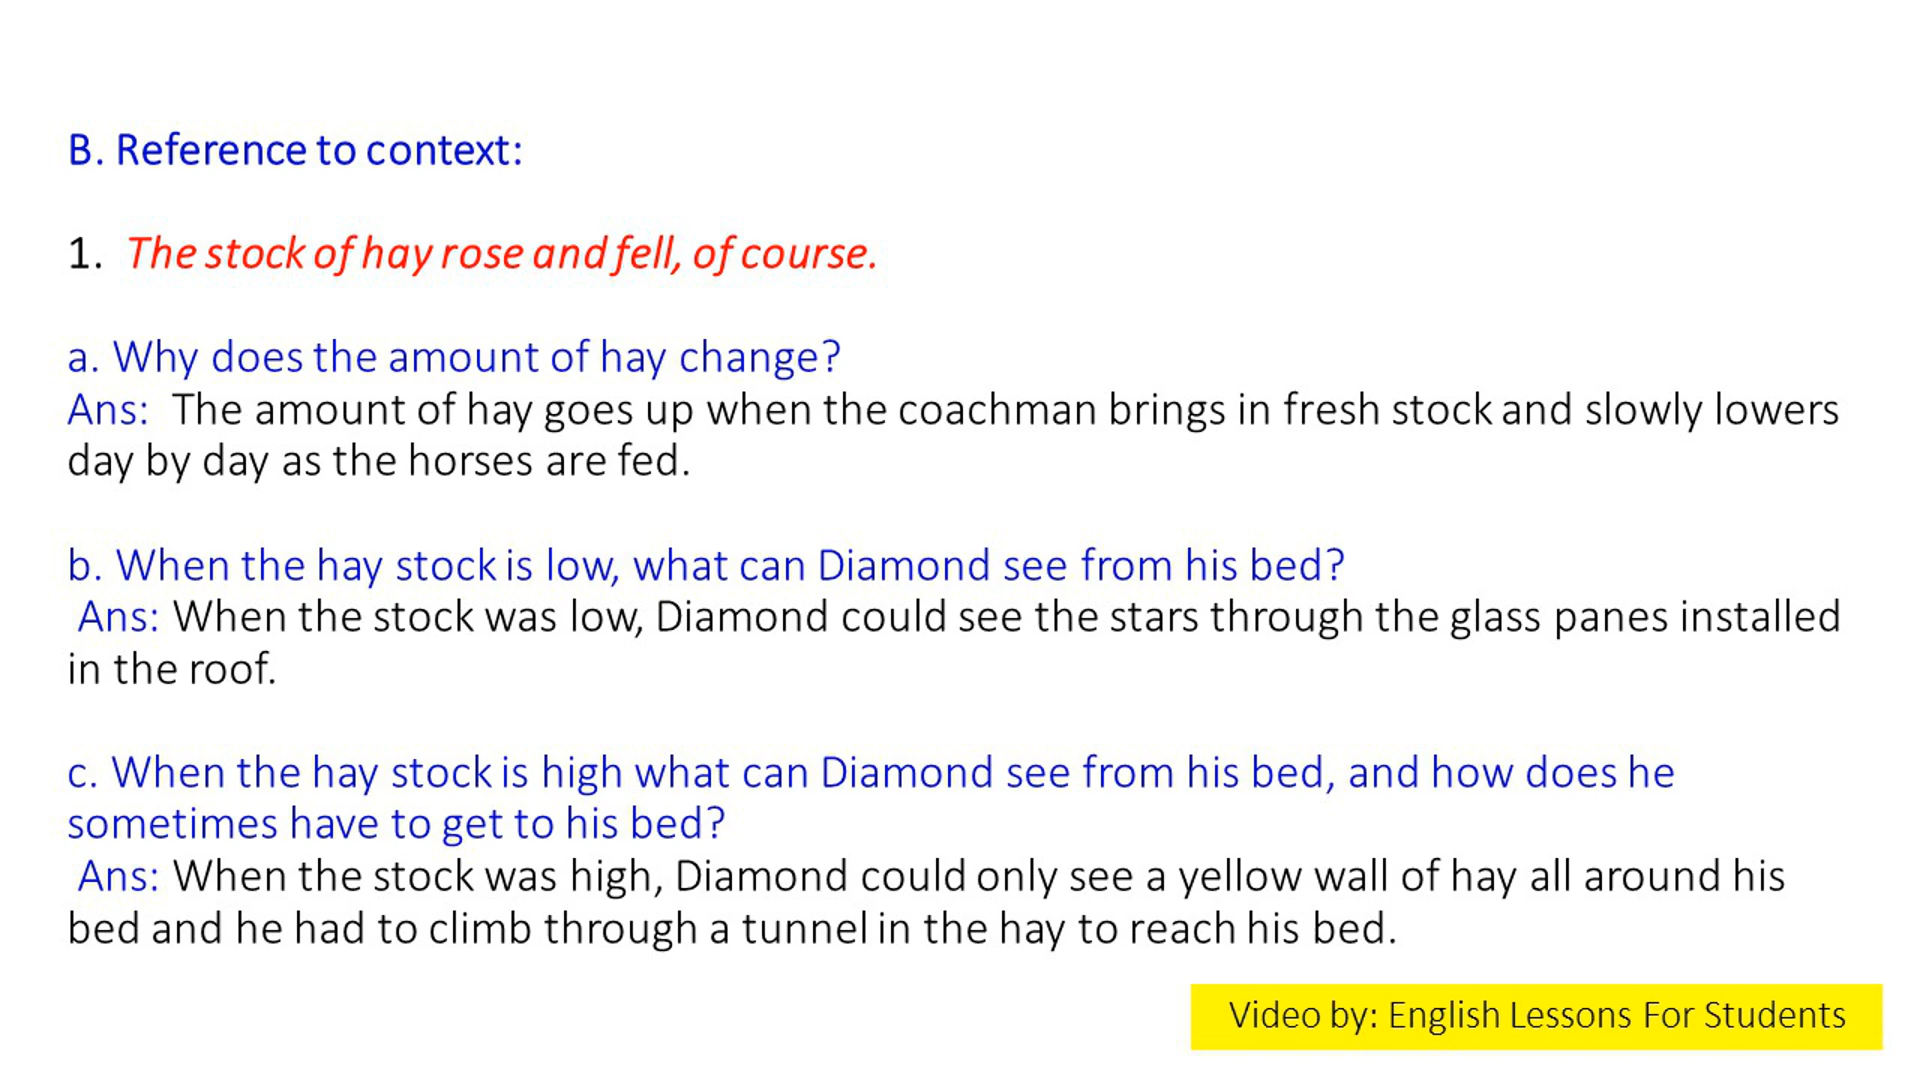 B. Reference to context:
1. The stock of hay rose and fell, of course.
a. Why does the amount of hay change?
Ans: The amount of hay goes up when the coachman brings in fresh stock and slowly lowers
day by day as the horses are fed.
b. When the hay stock is low, what can Diamond see from his bed?
Ans: When the stock was low, Diamond could see the stars through the glass panes installed
in the roof.
c. When the hay stock is high what can Diamond see from his bed, and how does he
sometimes have to get to his bed?
Ans: When the stock was high, Diamond could only see a yellow wall of hay all around his
bed and he had to climb through a tunnel in the hay to reach his bed.
Video by: English Lessons For Students